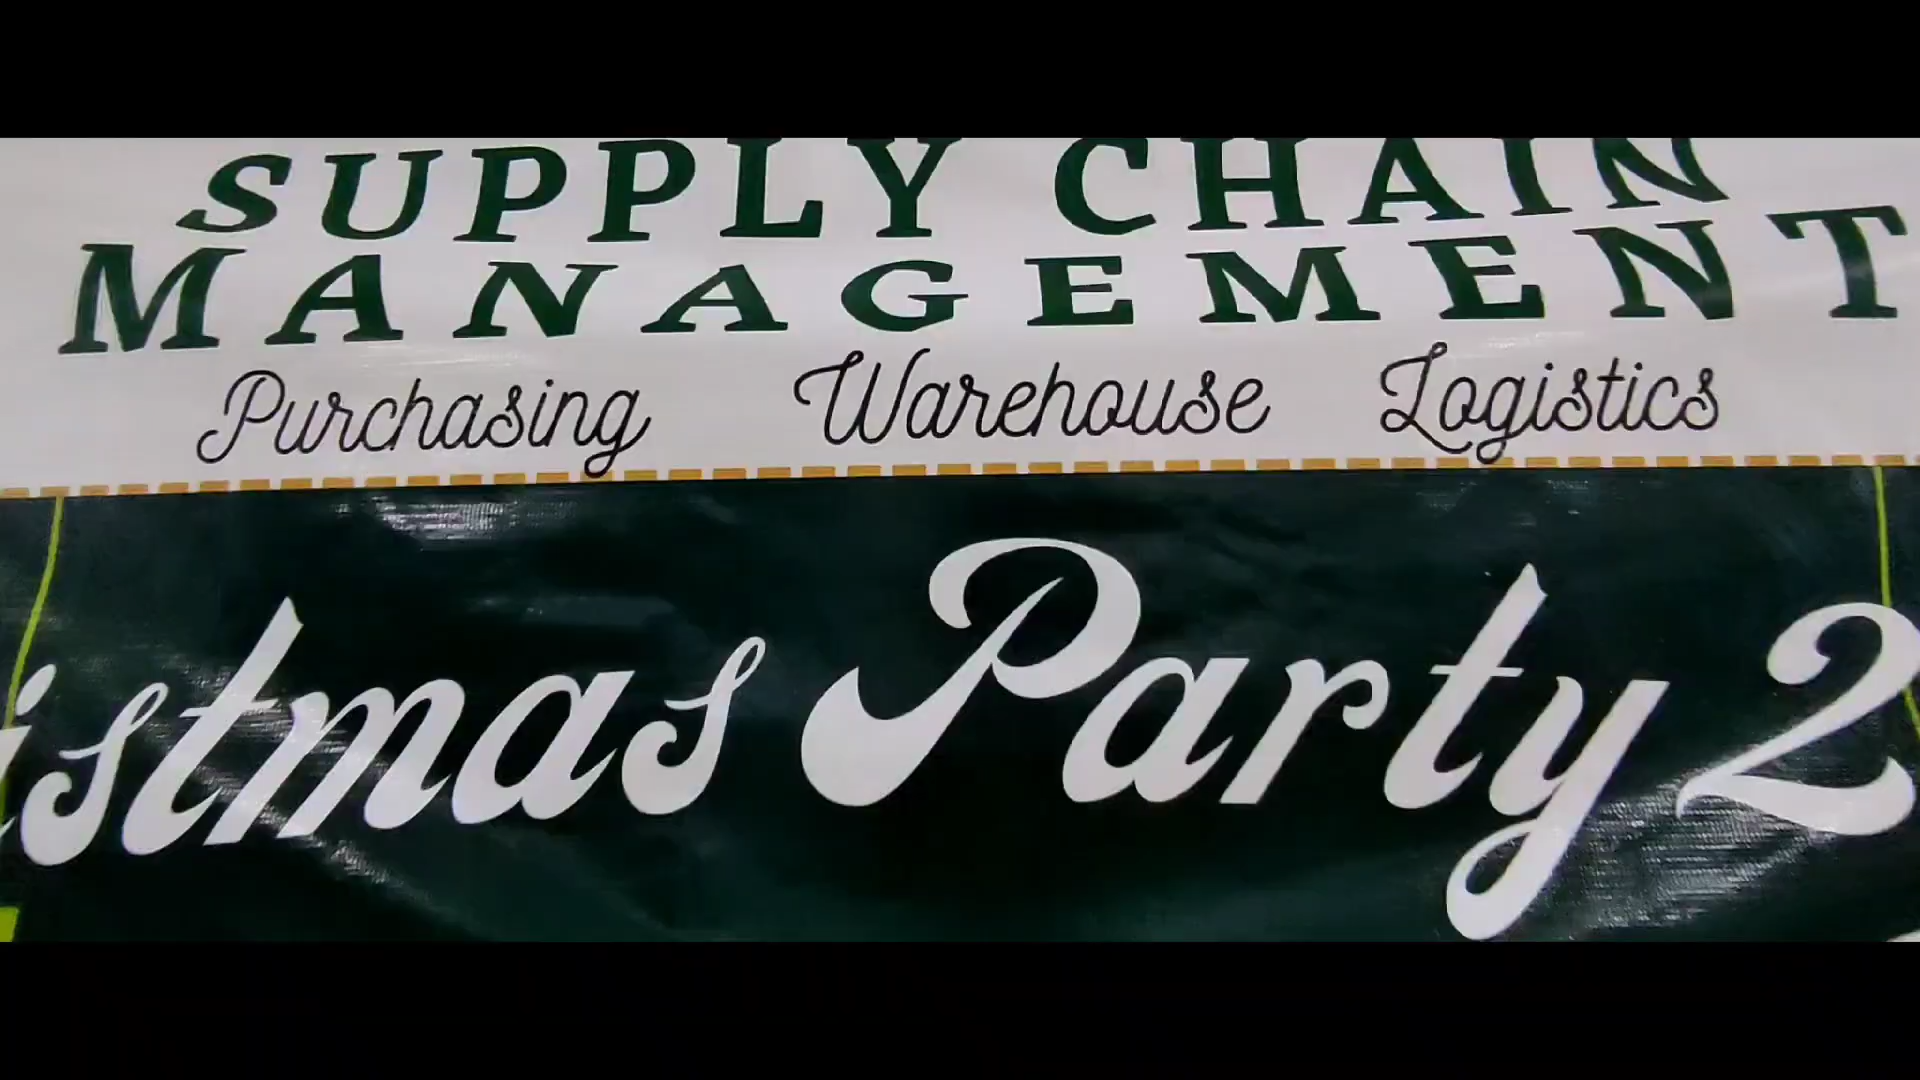 SUPPLY CHAIN
MANAGEMENT
Purchasing Warehouse Logistics
istmas Party 2